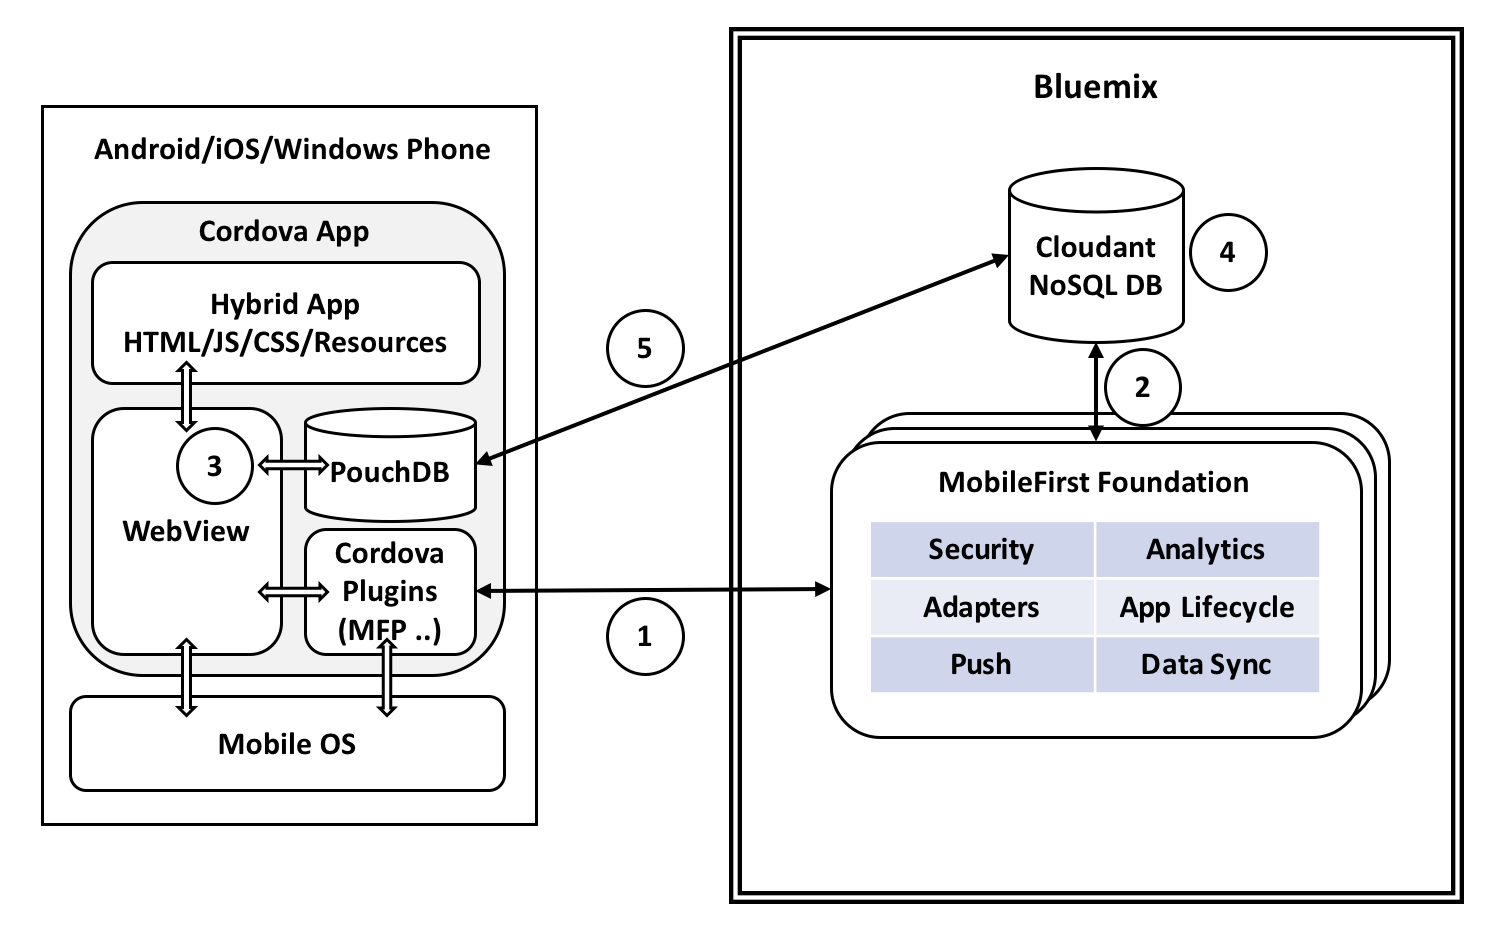 Bluemix
Android/iOS/Windows Phone
Cordova App
Hybrid App
HTML/JS/CSS/Resources
3
WebView
PouchDB
Cordova
Plugins
(MFP ..)
Mobile OS
5
1
Cloudant
NoSQL DB
4
2
MobileFirst Foundation
Security Analytics
Adapters App Lifecycle
Push Data Sync